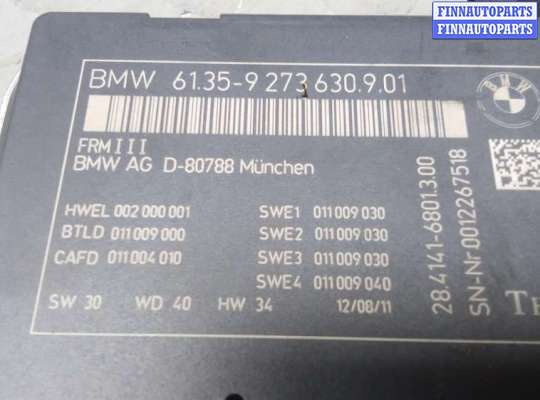 FINNAUTOPARTS
FINNAUTOPARTS
BMW 61.35-9 273 630.9.01
BMW
FRM III
BMW AG D-80788 München
HWEL 002 000 001
BTLD 011 009 000
CAFD 011 004 010
SWE1 011 009 030
SWE2 011 009 030
SWE3 011 009 030
SWE4 011 009 040
SW 30 WD 40 HW 34 12/08/11
28.4141-6801.3.00
SN-Nr 0012267518